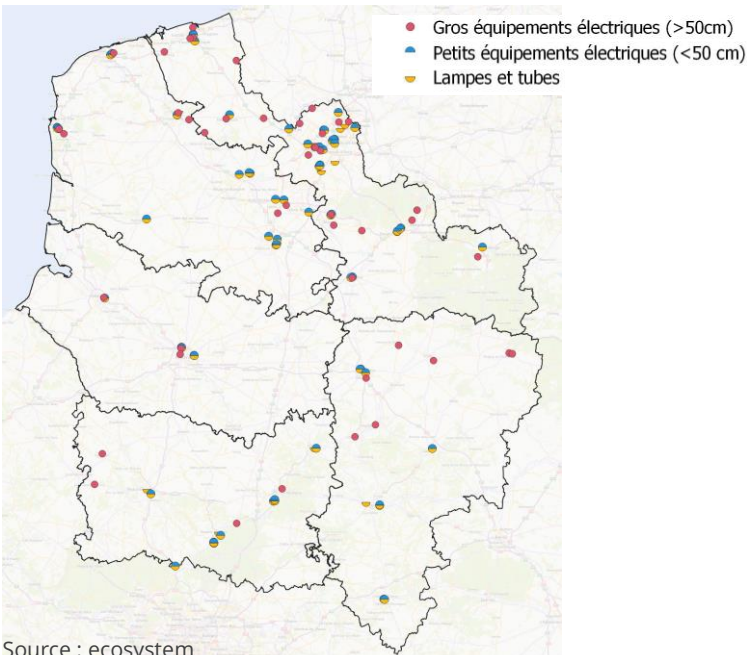 Gros équipements électriques (>50cm)
Petits équipements électriques (<50 cm)
Lampes et tubes
Source : ecosystem